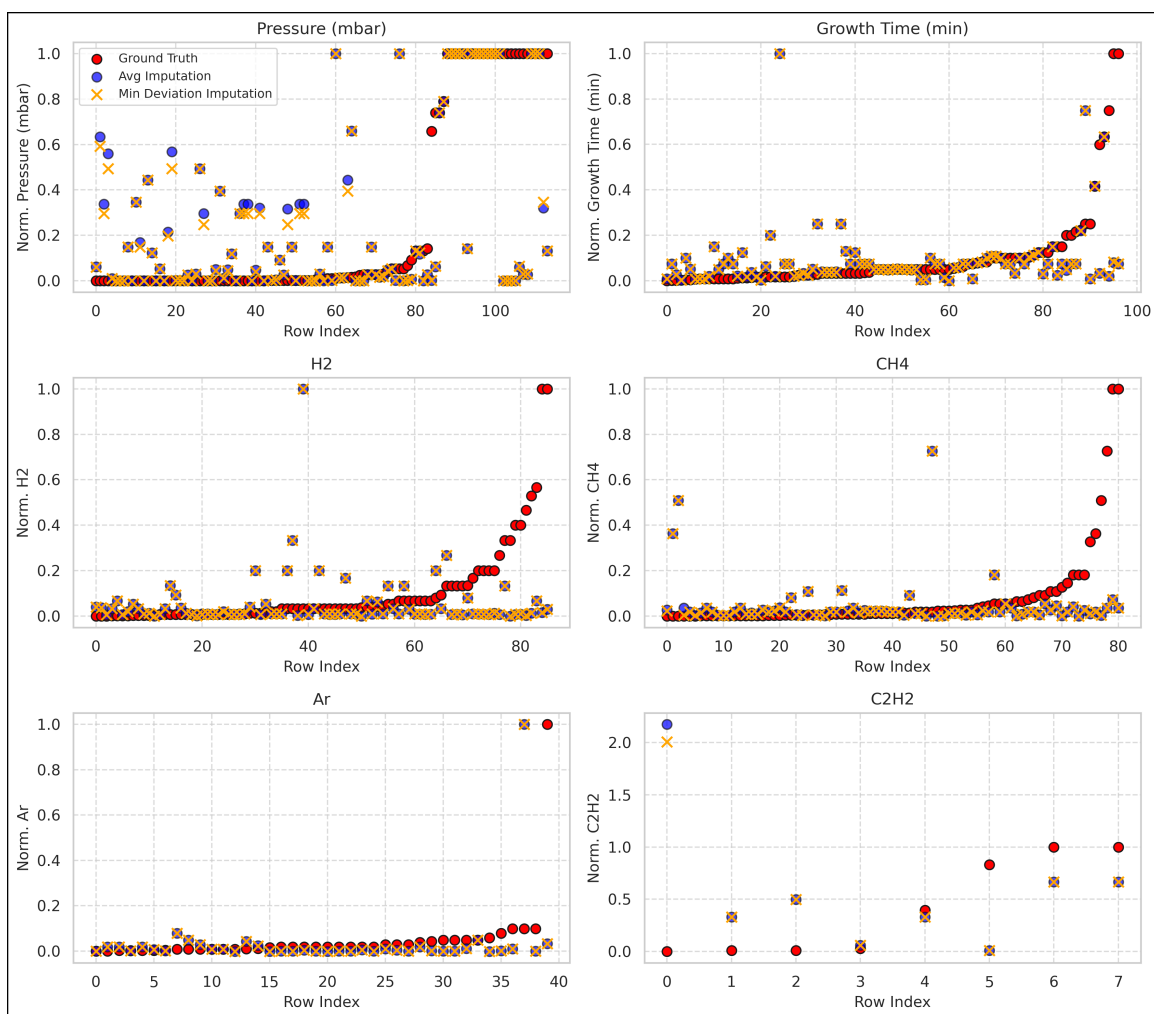 Pressure (mbar)
Norm. Pressure (mbar)
1.0
0.8
0.6
0.4
0.2
0.0
Ground Truth
Avg Imputation
Min Deviation Imputation
0 20 40 60 80 100
Row Index
Growth Time (min)
Norm. Growth Time (min)
1.0
0.8
0.6
0.4
0.2
0.0
0 20 40 60 80 100
Row Index
H2
Norm. H2
1.0
0.8
0.6
0.4
0.2
0.0
0 20 40 60 80
Row Index
CH4
Norm. CH4
1.0
0.8
0.6
0.4
0.2
0.0
0 10 20 30 40 50 60 70 80
Row Index
Ar
Norm. Ar
1.0
0.8
0.6
0.4
0.2
0.0
0 5 10 15 20 25 30 35 40
Row Index
C2H2
Norm. C2H2
2.0
1.5
1.0
0.5
0.0
0 1 2 3 4 5 6 7
Row Index